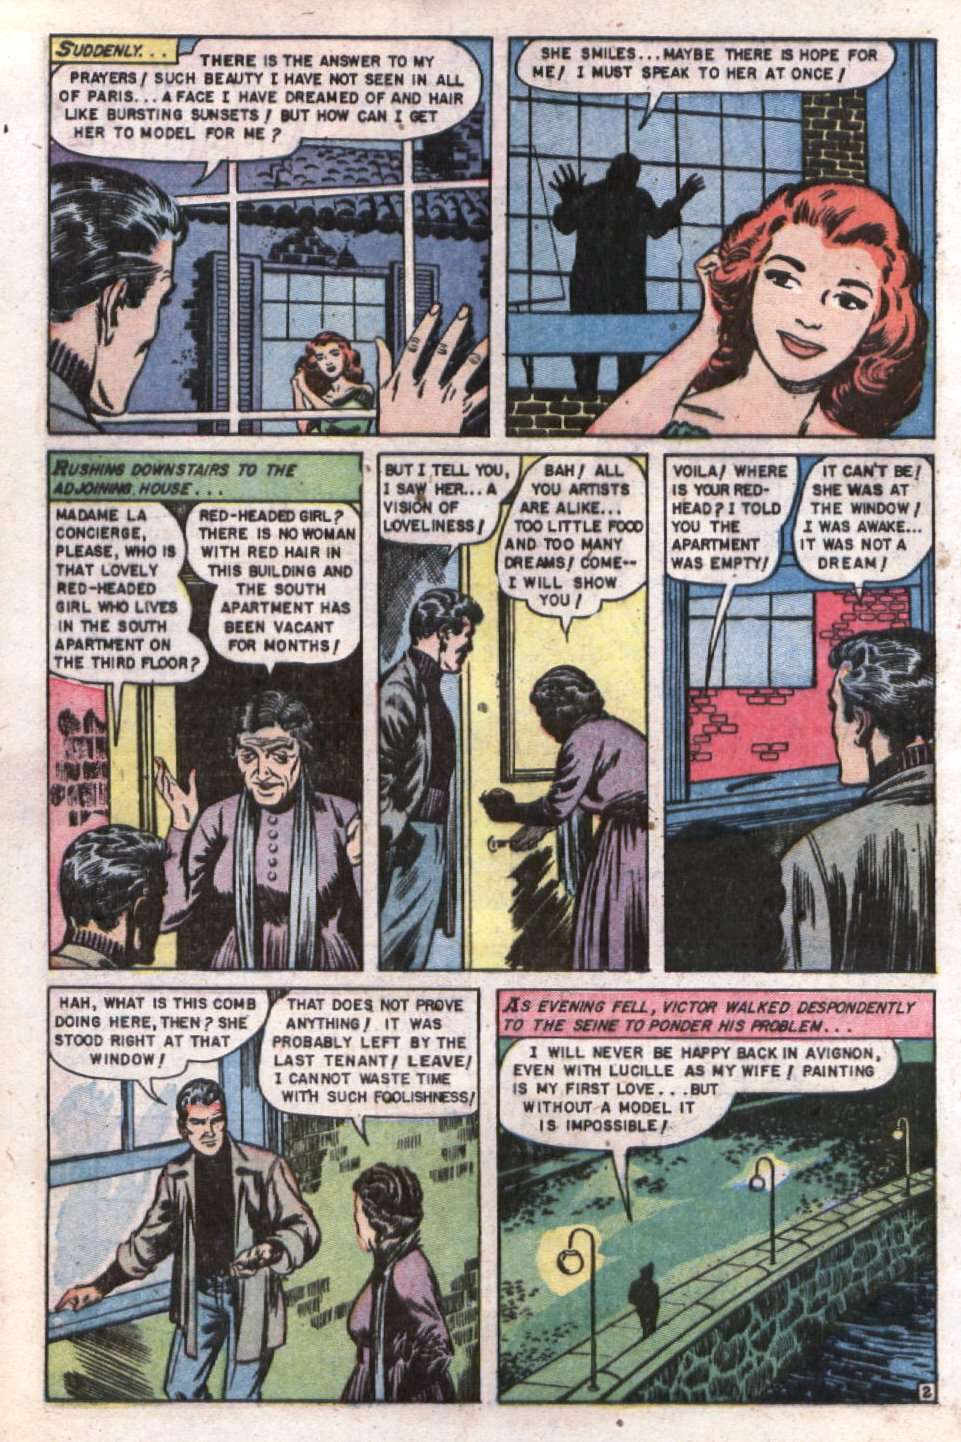 SUDDENLY...
THERE IS THE ANSWER TO MY
PRAYERS! SUCH BEAUTY I HAVE NOT SEEN IN ALL
OF PARIS... A FACE I HAVE DREAMED OF AND HAIR
LIKE BURSTING SUNSETS! BUT HOW CAN I GET
HER TO MODEL FOR ME?
SHE SMILES... MAYBE THERE IS HOPE FOR
ME! I MUST SPEAK TO HER AT ONCE!
RUSHING DOWNSTAIRS TO THE
ADJOINING HOUSE...
MADAME LA
CONCIERGE,
PLEASE, WHO IS
THAT LOVELY
RED-HEADED
GIRL WHO LIVES
IN THE SOUTH
APARTMENT ON
THE THIRD FLOOR?
RED-HEADED GIRL?
THERE IS NO WOMAN
WITH RED HAIR IN
THIS BUILDING AND
THE SOUTH
APARTMENT HAS
BEEN VACANT
FOR MONTHS!
BUT I TELL YOU,
I SAW HER... A
VISION OF
LOVELINESS!
BAH! ALL
YOU ARTISTS
ARE ALIKE...
TOO LITTLE FOOD
AND TOO MANY
DREAMS! COME--
I WILL SHOW
YOU!
VOILA! WHERE
IS YOUR RED-
HEAD? I TOLD
YOU THE
APARTMENT
WAS EMPTY!
IT CAN'T BE!
SHE WAS AT
THE WINDOW!
I WAS AWAKE...
IT WAS NOT A
DREAM!
HAH, WHAT IS THIS COMB
DOING HERE, THEN? SHE
STOOD RIGHT AT THAT
WINDOW!
THAT DOES NOT PROVE
ANYTHING! IT WAS
PROBABLY LEFT BY THE
LAST TENANT! LEAVE!
I CANNOT WASTE TIME
WITH SUCH FOOLISHNESS!
AS EVENING FELL, VICTOR WALKED DESPONDENTLY
TO THE SEINE TO PONDER HIS PROBLEM...
I WILL NEVER BE HAPPY BACK IN AVIGNON,
EVEN WITH LUCILLE AS MY WIFE! PAINTING
IS MY FIRST LOVE... BUT
WITHOUT A MODEL IT
IS IMPOSSIBLE!
2